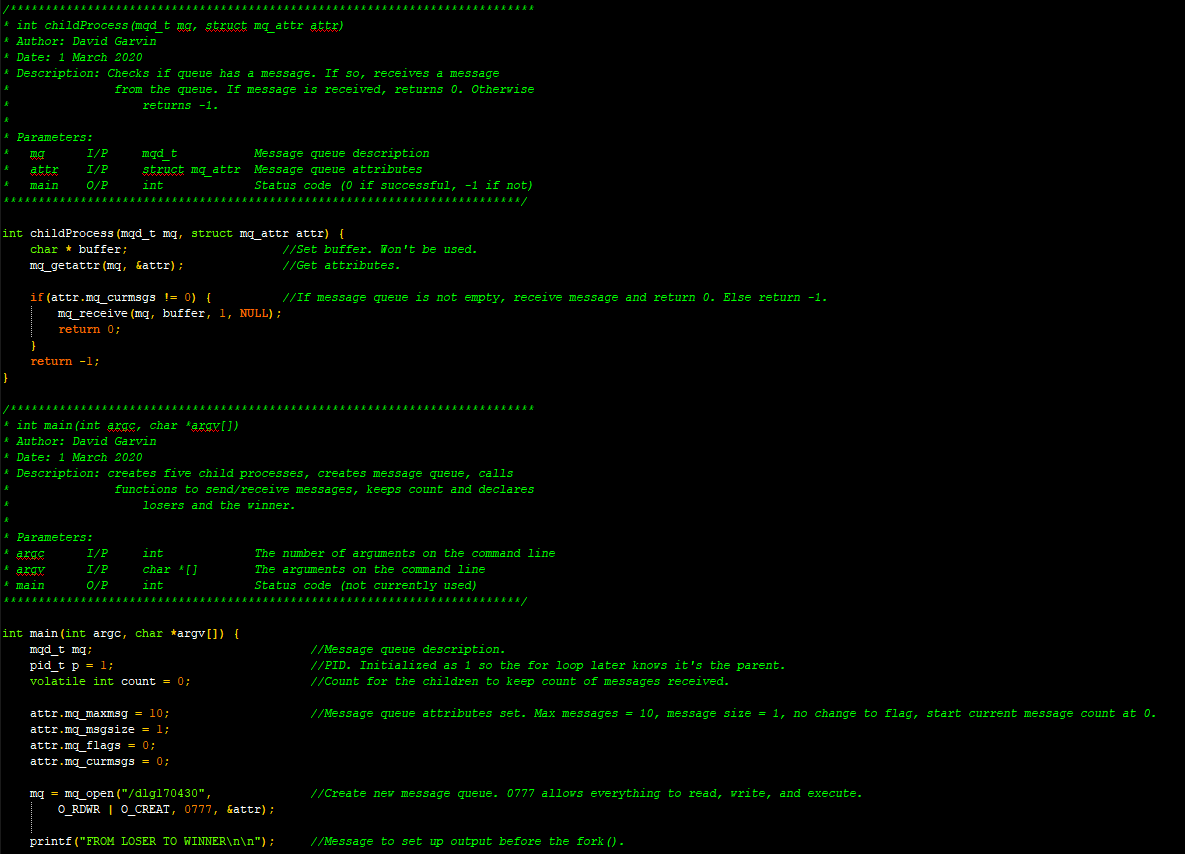 /***************************************************************************
* int childProcess(mqd_t mq, struct mq_attr attr)
* Author: David Garvin
* Date: 1 March 2020
* Description: Checks if queue has a message. If so, receives a message
*              from the queue. If message is received, returns 0. Otherwise
*                  returns -1.
*
* Parameters:
*   mq      I/P     mqd_t           Message queue description
*   attr    I/P     struct mq_attr  Message queue attributes
*   main    O/P     int             Status code (0 if successful, -1 if not)
**************************************************************************/
int childProcess(mqd_t mq, struct mq_attr attr) {
    char * buffer;                      //Set buffer. Won't be used.
    mq_getattr(mq, &attr);              //Get attributes.
    if(attr.mq_curmsgs != 0) {          //If message queue is not empty, receive message and return 0. Else return -1.
        mq_receive(mq, buffer, 1, NULL);
        return 0;
    }
    return -1;
}
/***************************************************************************
* int main(int argc, char *argv[])
* Author: David Garvin
* Date: 1 March 2020
* Description: creates five child processes, creates message queue, calls
*              functions to send/receive messages, keeps count and declares
*                  losers and the winner.
*
* Parameters:
* argc      I/P     int             The number of arguments on the command line
* argv      I/P     char *[]        The arguments on the command line
* main      O/P     int             Status code (not currently used)
**************************************************************************/
int main(int argc, char *argv[]) {
    mqd_t mq;                               //Message queue description.
    pid_t p = 1;                            //PID. Initialized as 1 so the for loop later knows it's the parent.
    volatile int count = 0;                 //Count for the children to keep count of messages received.
    attr.mq_maxmsg = 10;                    //Message queue attributes set. Max messages = 10, message size = 1, no change to flag, start current message count at 0.
    attr.mq_msgsize = 1;
    attr.mq_flags = 0;
    attr.mq_curmsgs = 0;
    mq = mq_open("/dlg170430",              //Create new message queue. 0777 allows everything to read, write, and execute.
        O_RDWR | O_CREAT, 0777, &attr);
    printf("FROM LOSER TO WINNER\n\n");     //Message to set up output before the fork().